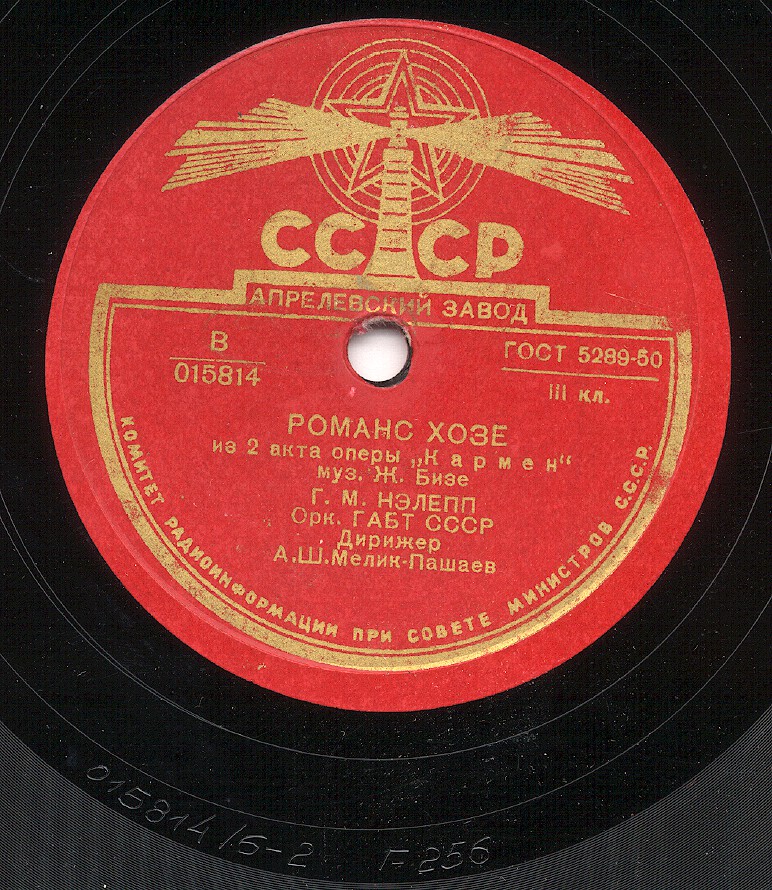 СССР
АПРЕЛЕВСКИЙ ЗАВОД
В
015814
ГОСТ 5289-50
III кл.
РОМАНС ХОЗЕ
из 2 акта оперы „Кармен“
муз. Ж. Бизе
Г. М. НЭЛЕПП
Орк. ГАБТ СССР
Дирижер
А.Ш.Мелик-Пашаев
КОМИТЕТ РАДИОИНФОРМАЦИИ ПРИ СОВЕТЕ МИНИСТРОВ С.С.С.Р.
015814/6-2 F 256